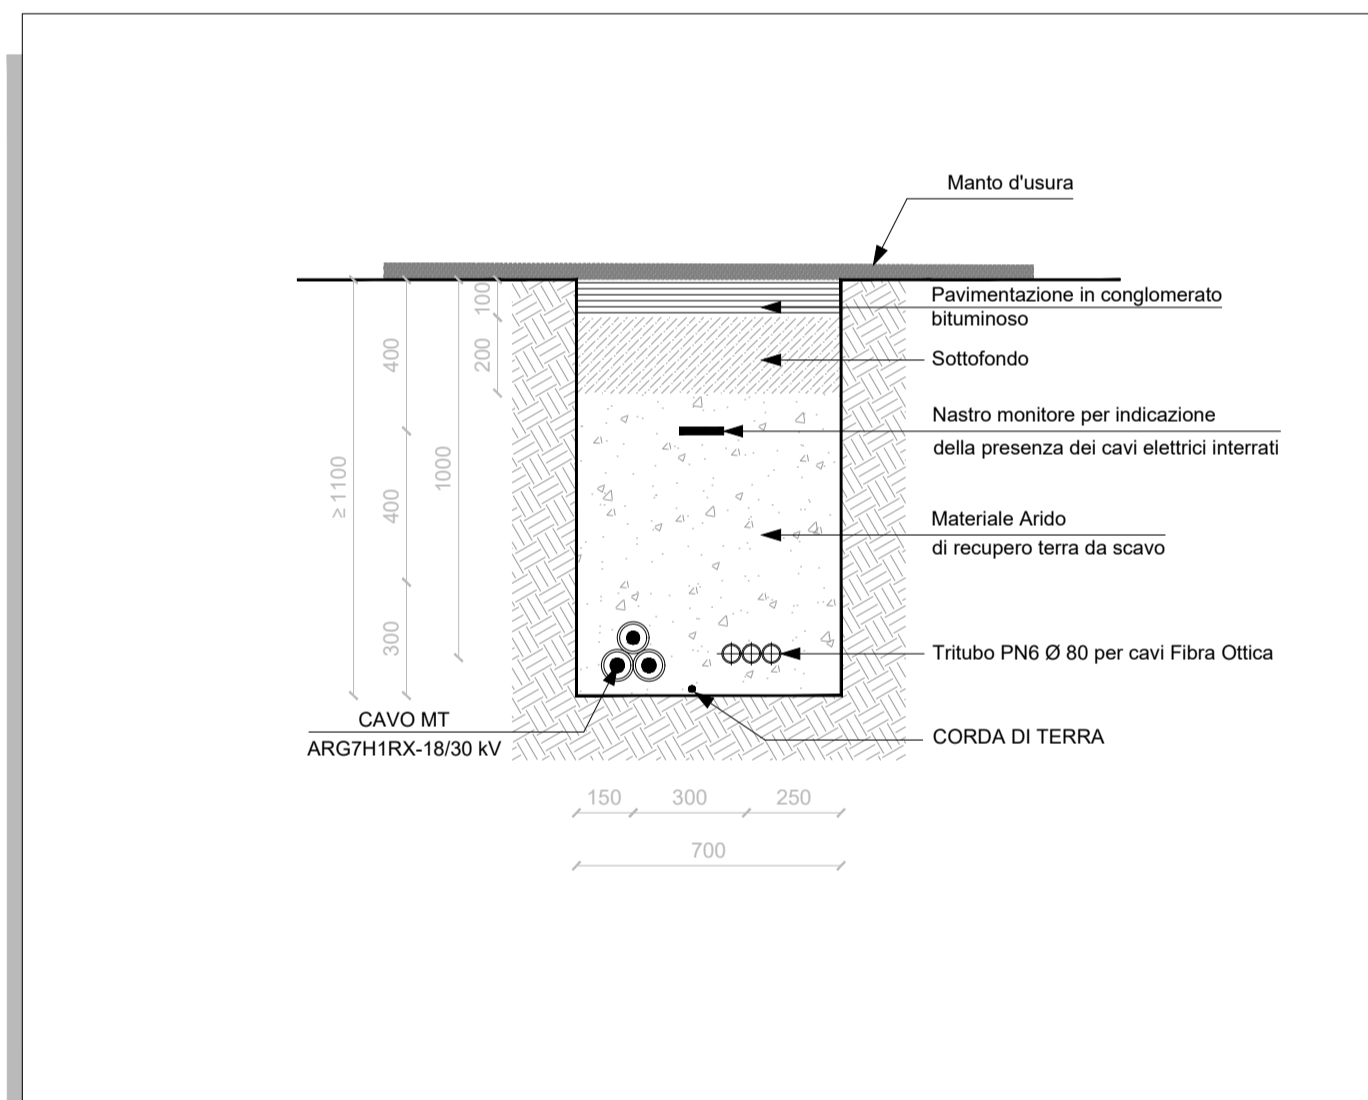 Manto d'usura
Pavimentazione in conglomerato
bituminoso
Sottofondo
Nastro monitore per indicazione
della presenza dei cavi elettrici interrati
Materiale Arido
di recupero terra da scavo
Tritubo PN6 Ø 80 per cavi Fibra Ottica
CORDA DI TERRA
CAVO MT
ARG7H1RX-18/30 kV
≥ 1100
400
400
300
1000
100
200
150 300 250
700